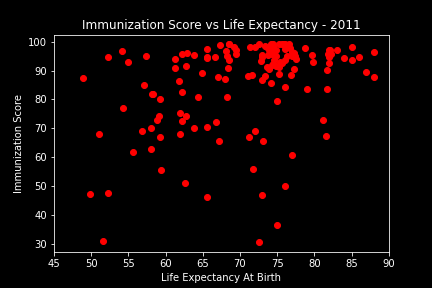 Immunization Score vs Life Expectancy - 2011
Immunization Score
100
90
80
70
60
50
40
30
45 50 55 60 65 70 75 80 85 90
Life Expectancy At Birth